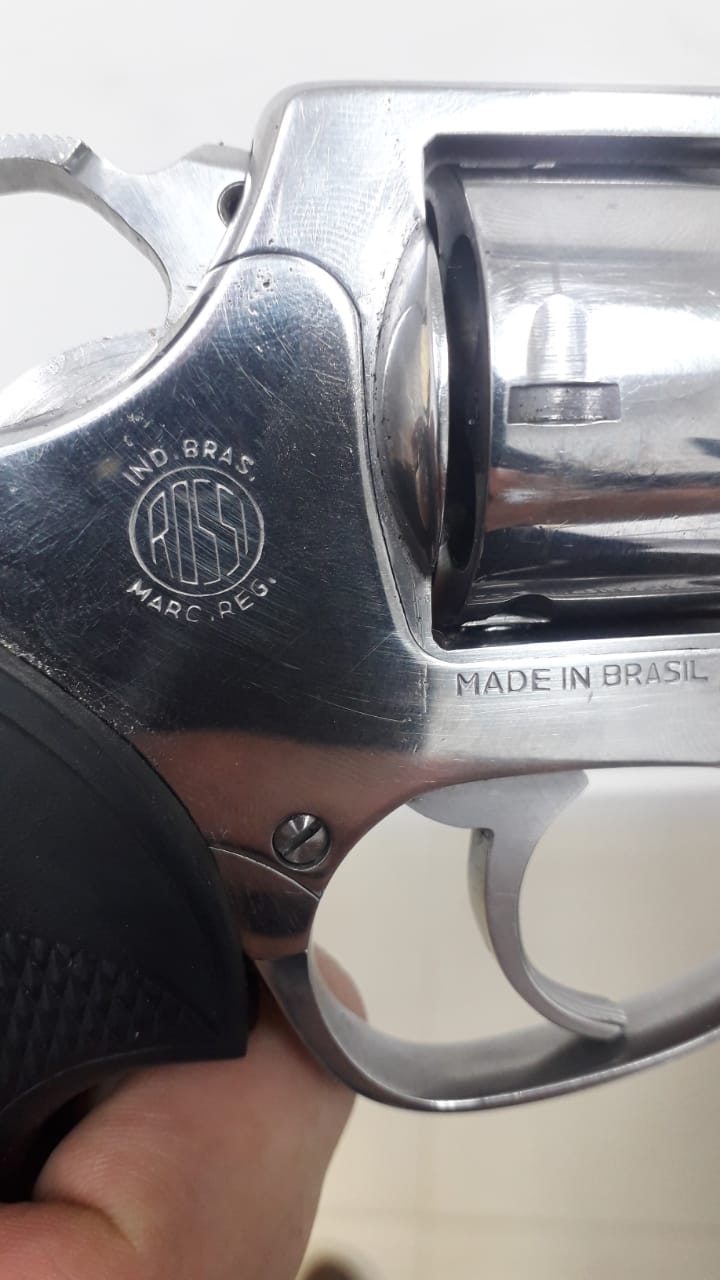 IND.BRAS.
ROSSI
MARC.REG.
MADE IN BRASIL